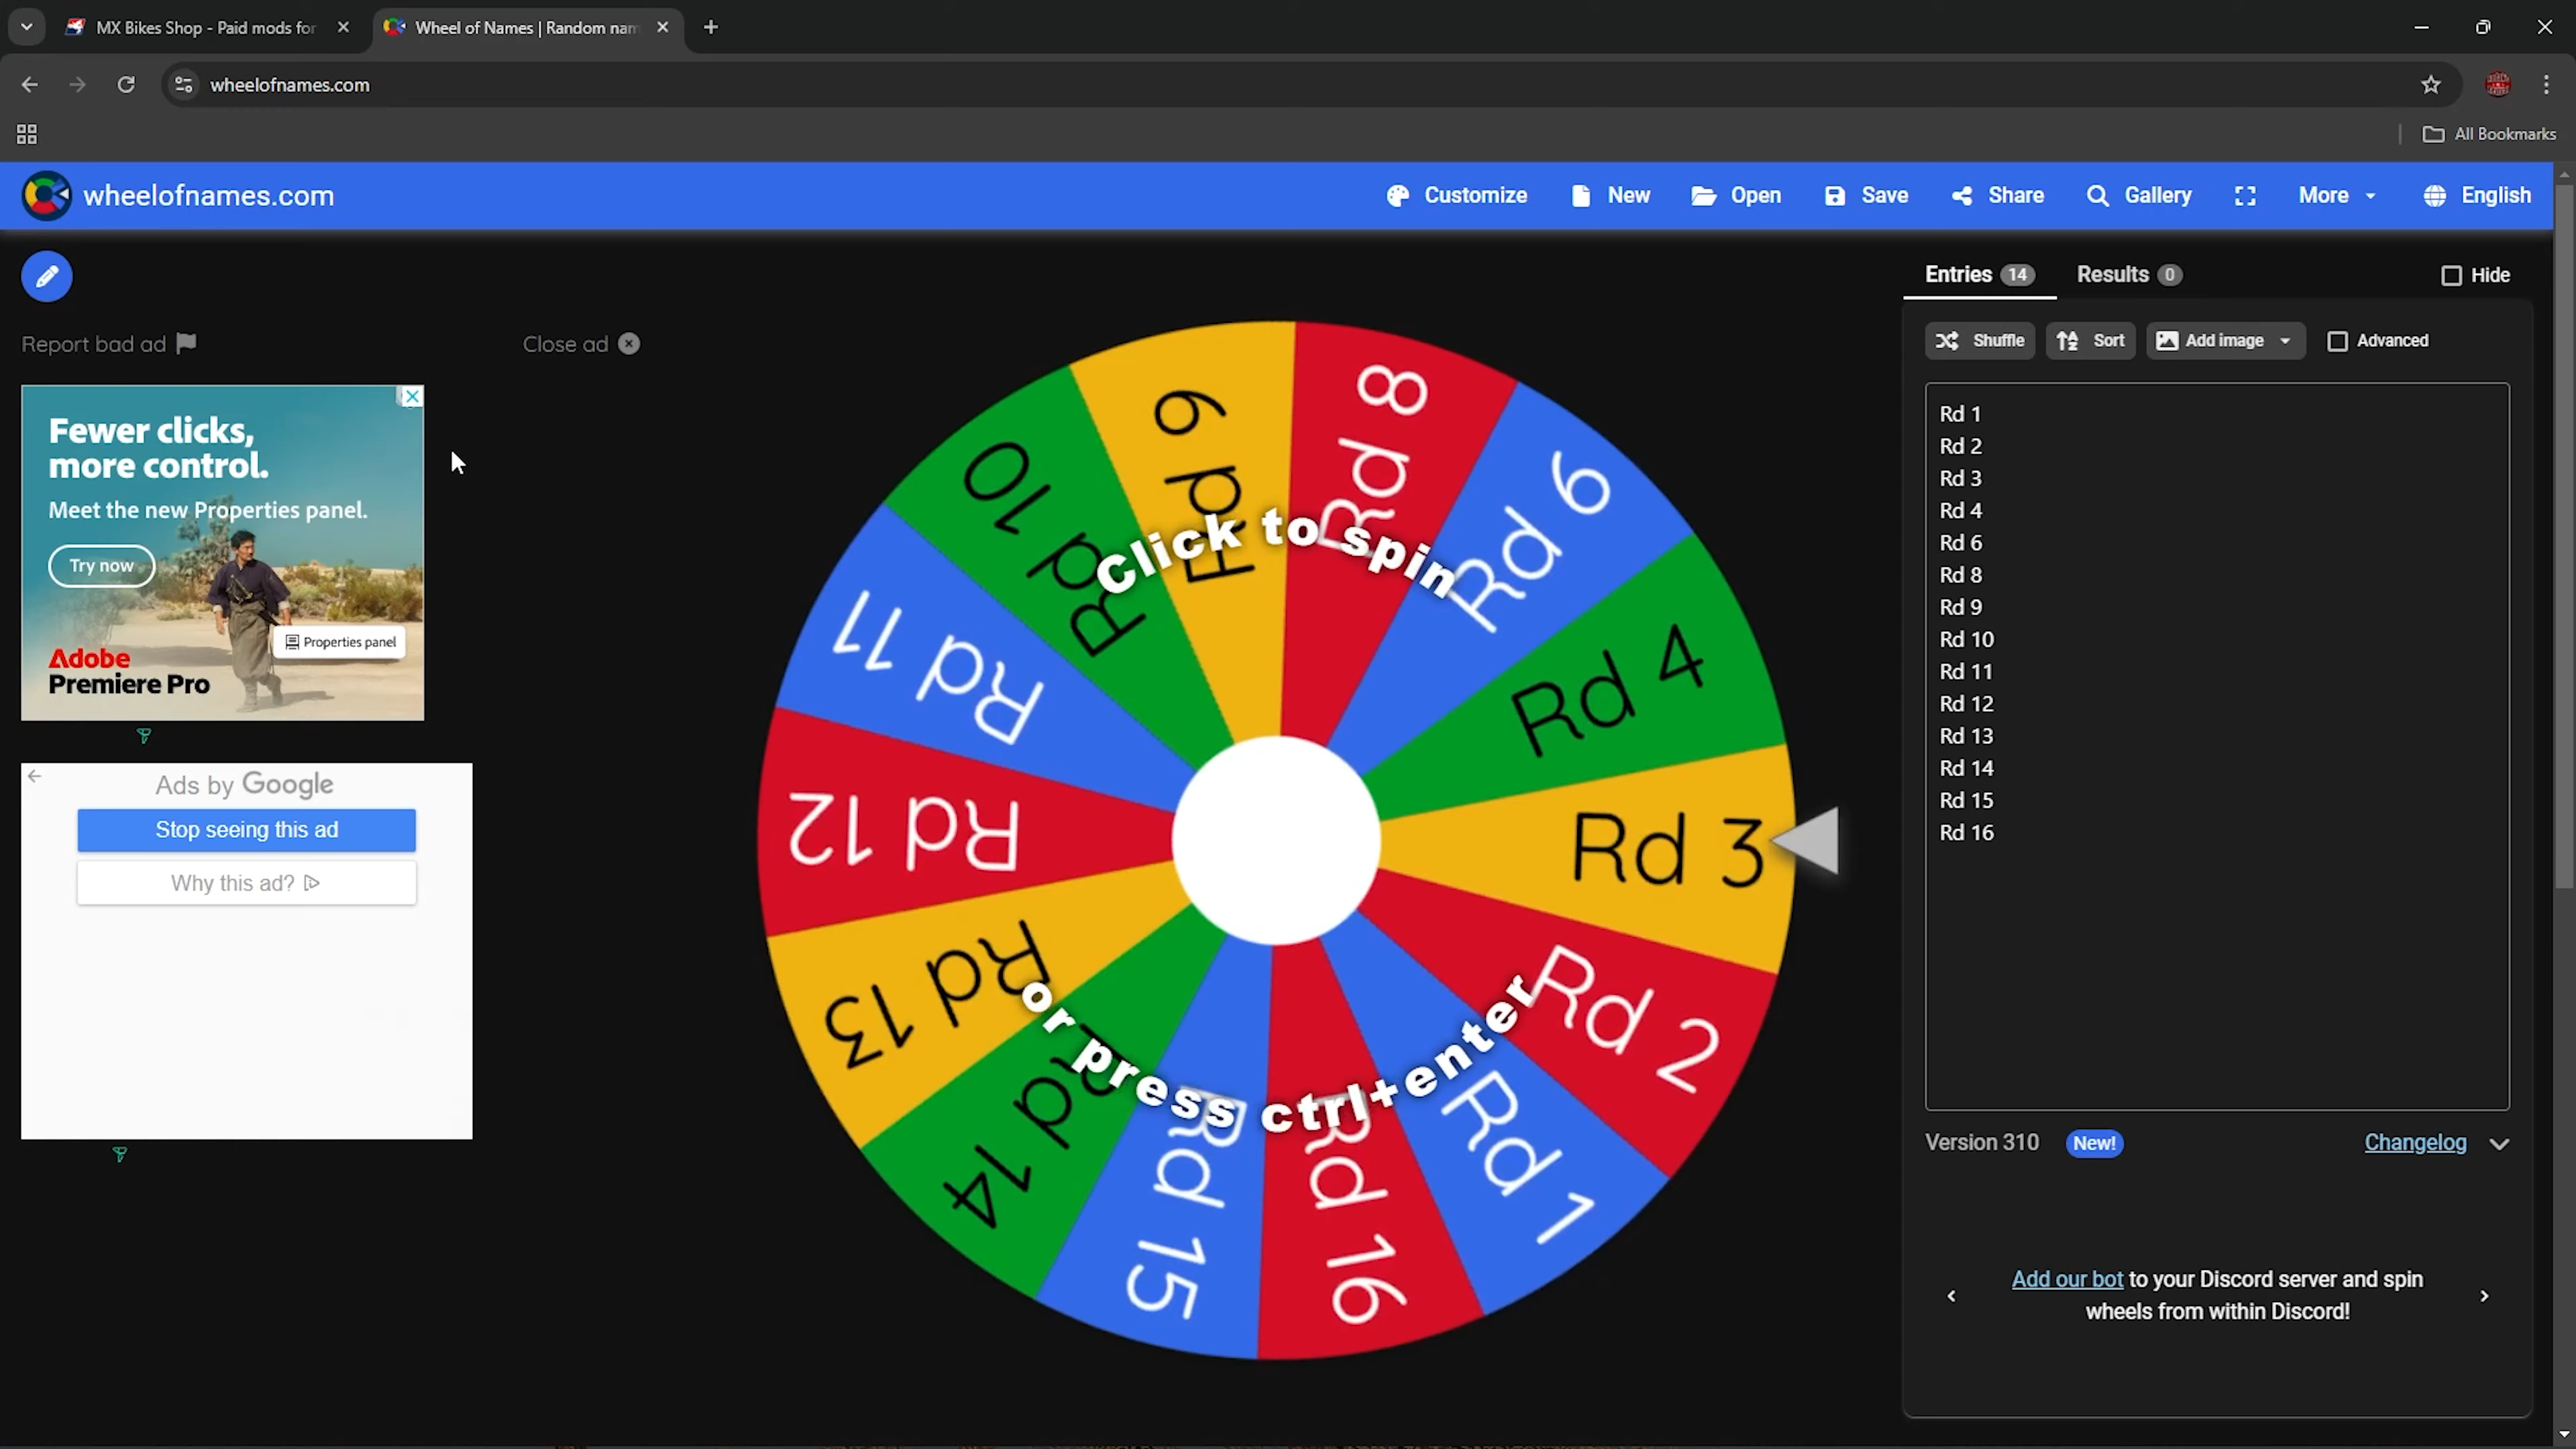 MX Bikes Shop - Paid mods for
Wheel of Names | Random nam
wheelofnames.com
All Bookmarks
wheelofnames.com
Customize
New
Open
Save
Share
Gallery
More
English
Report bad ad
Close ad
Fewer clicks,
more control.
Meet the new Properties panel.
Try now
Properties panel
Adobe
Premiere Pro
Ads by Google
Stop seeing this ad
Why this ad?
Click to spin
or press ctrl+enter
Rd 8
Rd 6
Rd 4
Rd 3
Rd 2
Rd 1
Rd 16
Rd 15
Rd 14
Rd 13
Rd 12
Rd 11
Rd 10
Rd 9
Entries 14
Results 0
Hide
Shuffle
Sort
Add image
Advanced
Rd 1
Rd 2
Rd 3
Rd 4
Rd 6
Rd 8
Rd 9
Rd 10
Rd 11
Rd 12
Rd 13
Rd 14
Rd 15
Rd 16
Version 310
New!
Changelog
Add our bot to your Discord server and spin
wheels from within Discord!